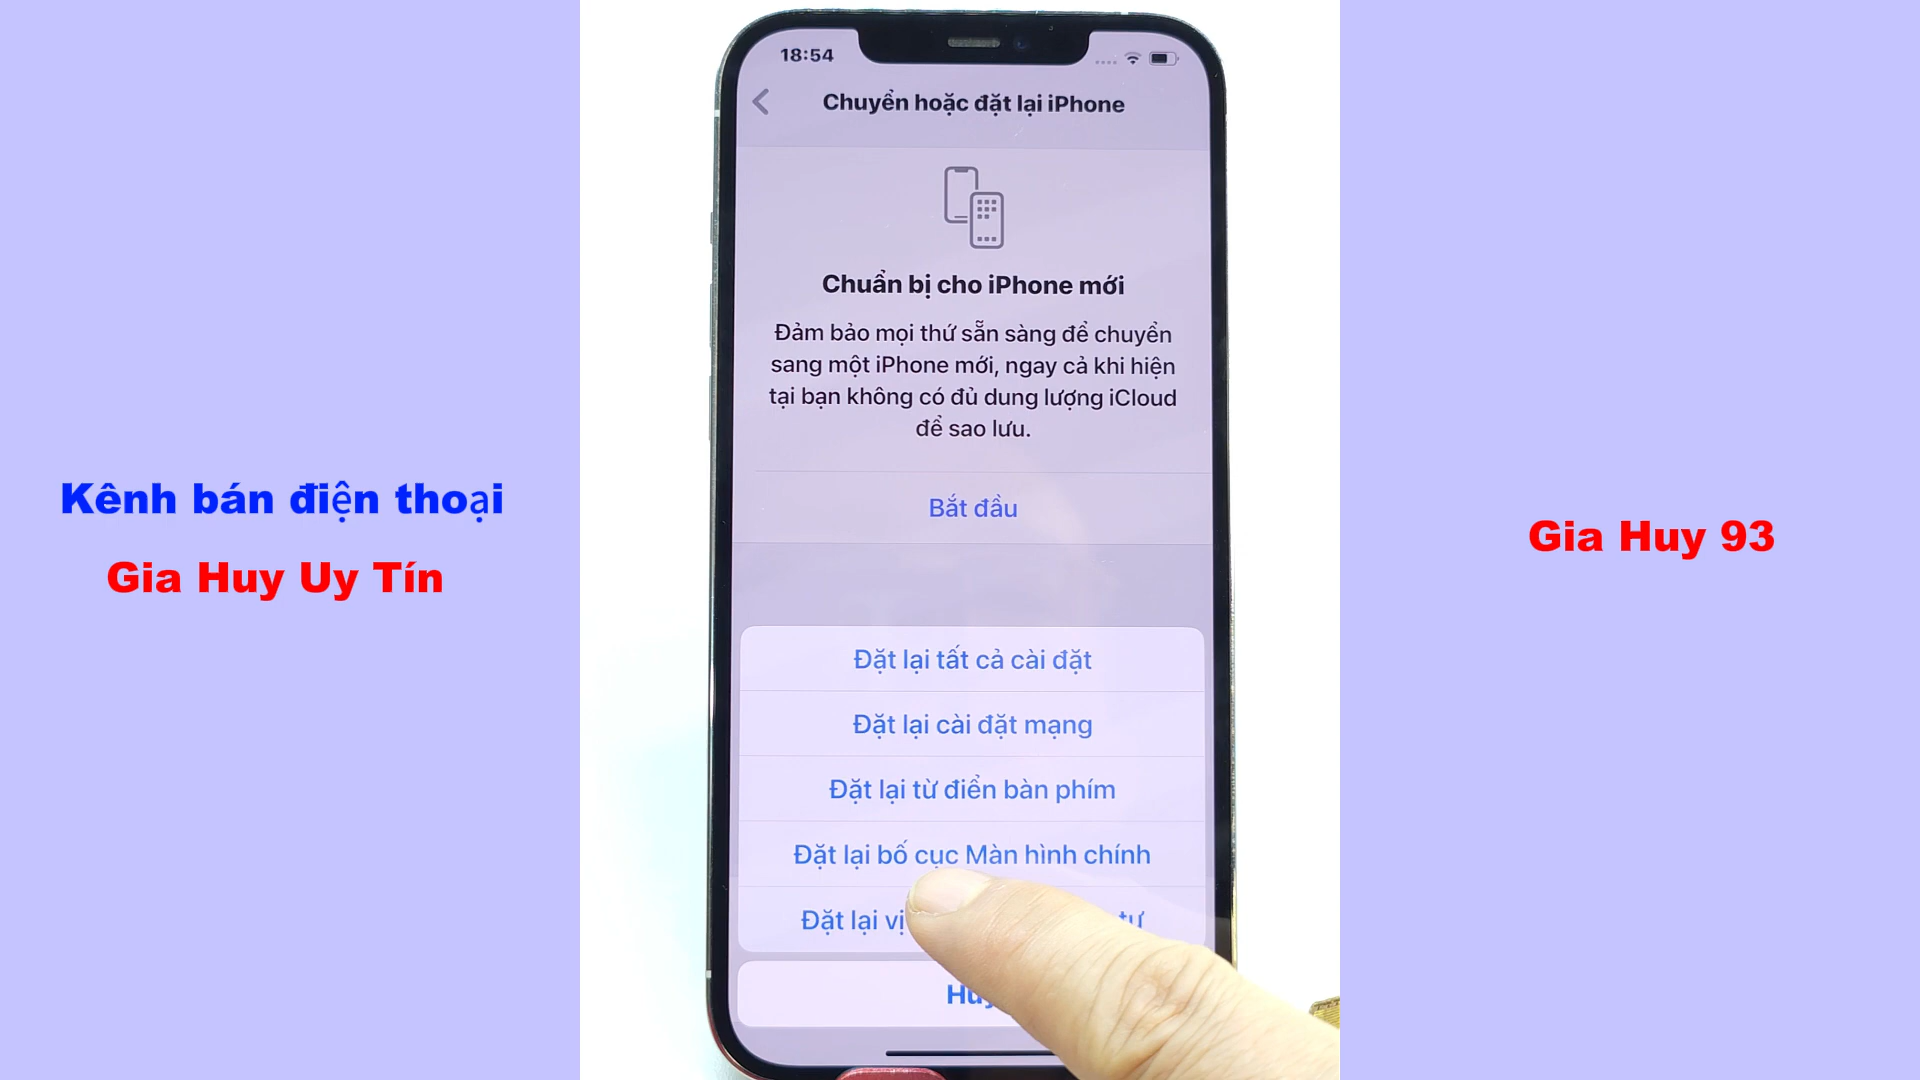 18:54
Chuyển hoặc đặt lại iPhone
Chuẩn bị cho iPhone mới
Đảm bảo mọi thứ sẵn sàng để chuyển
sang một iPhone mới, ngay cả khi hiện
tại bạn không có đủ dung lượng iCloud
để sao lưu.
Bắt đầu
Đặt lại tất cả cài đặt
Đặt lại cài đặt mạng
Đặt lại từ điển bàn phím
Đặt lại bố cục Màn hình chính
Đặt lại vị tư
Kênh bán điện thoại
Gia Huy Uy Tín
Gia Huy 93